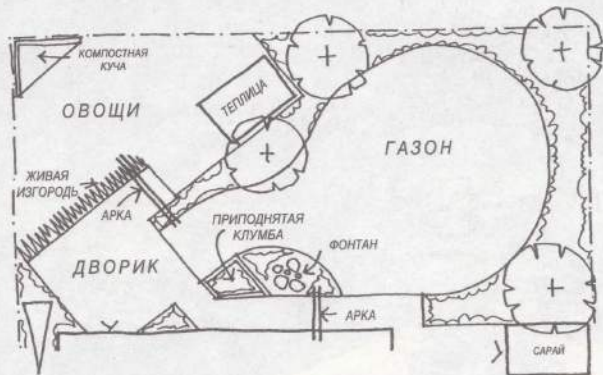 КОМПОСТНАЯ
КУЧА
ОВОЩИ
ТЕПЛИЦА
ГАЗОН
ЖИВАЯ
ИЗГОРОДЬ
АРКА
ПРИПОДНЯТАЯ
КЛУМБА
ФОНТАН
ДВОРИК
АРКА
САРАЙ